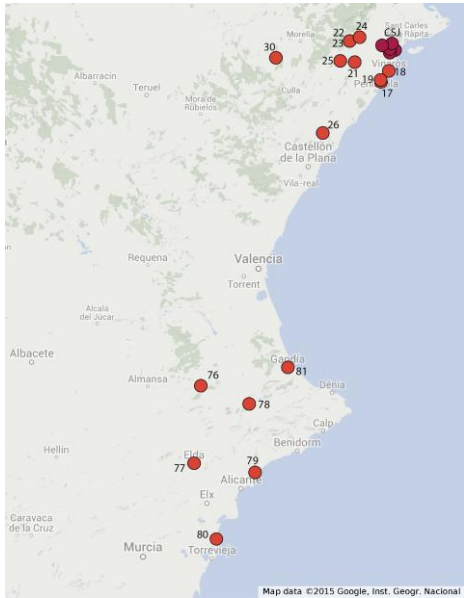 24
22
23
Morella
CSJ
Sant Carles
de la Ràpita
30
25
21
Vinaròs
18
19
Peñíscola
17
Albarracin
Teruel
Culla
Mora de
Rubielos
26
Castellón
de la Plana
Vila-real
Valencia
Requena
Torrent
Alcalá
del Júcar
Albacete
Gandía
81
76
Almansa
Dénia
78
Calp
Benidorm
Hellín
Elda
77
79
Alicante
Elx
Caravaca
de la Cruz
80
Torrevieja
Murcia
Map data ©2015 Google, Inst. Geogr. Nacional